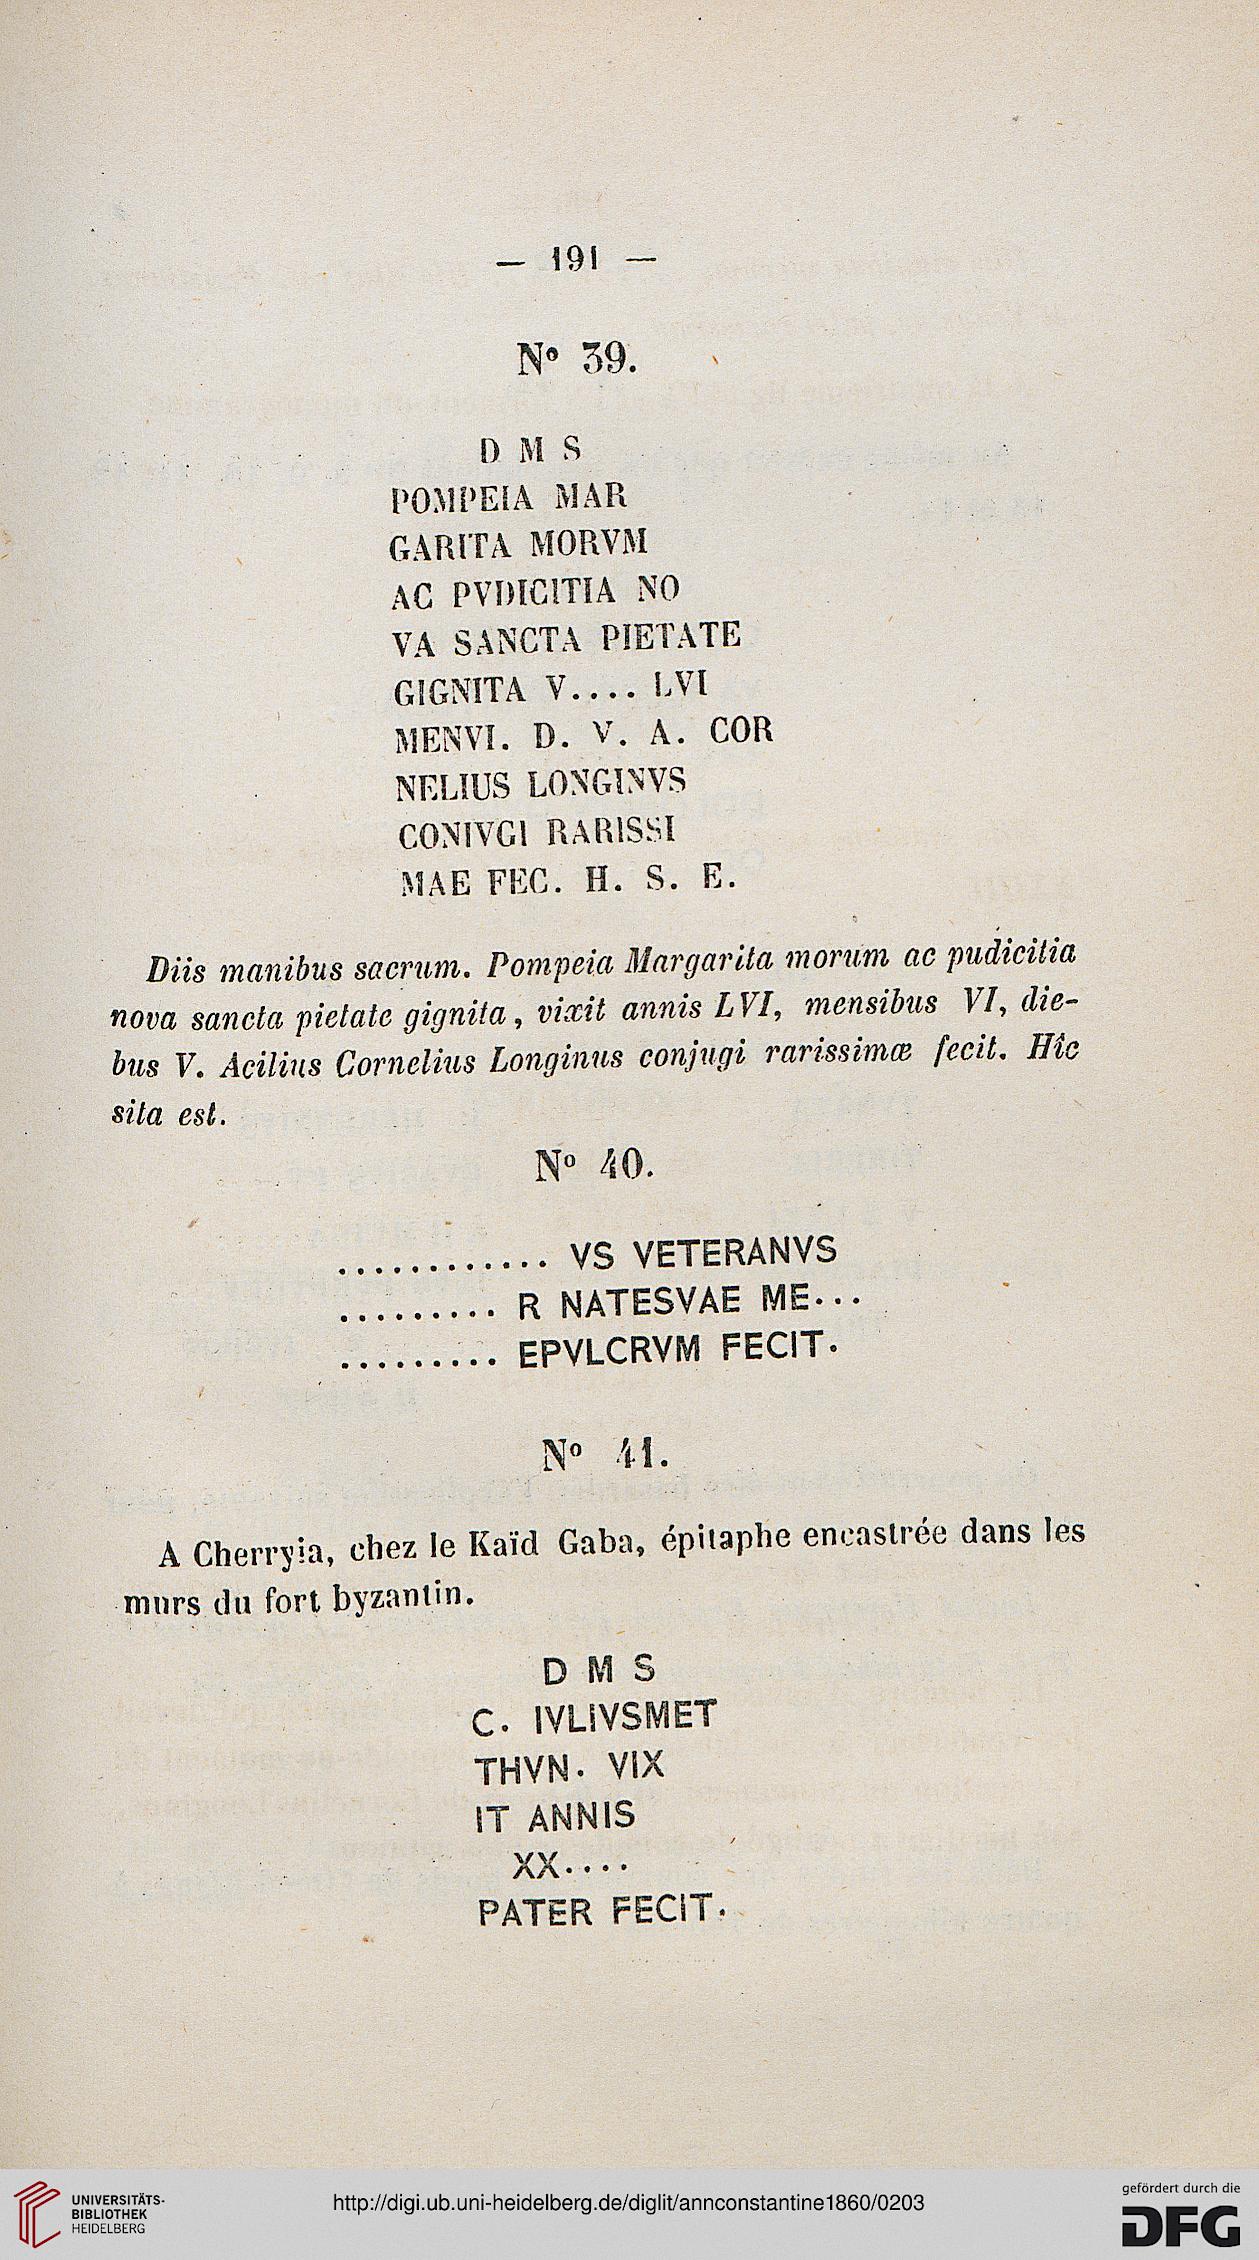 — 191 —
N° 39.
D M S
POMPEIA MAR
GARITA MORVM
AC PVDICITIA NO
VA SANCTA PIETATE
GIGNITA V.... LVI
MENVI. D. V. A. COR
NELIUS LONGINVS
CONIVGI RARISSI
MAE FEC. H. S. E.
Diis manibus sacrum. Pompeia Margarita morum ac pudicitia
nova sancta pietate gignita, vixit annis LVI, mensibus VI, die-
bus V. Acilius Cornelius Longinus conjugi rarissimæ fecit. Hîc
sita est.
N° 40.
............ VS VETERANVS
......... R NATESVAE ME...
......... EPVLCRVM FECIT.
N° 41.
A Cherryia, chez le Kaïd Gaba, épitaphe encastrée dans les
murs du fort byzantin.
D M S
C. IVLIVSMET
THVN. VIX
IT ANNIS
XX....
PATER FECIT.
UNIVERSITÄTS-
BIBLIOTHEK
HEIDELBERG
http://digi.ub.uni-heidelberg.de/diglit/annconstantine1860/0203
gefördert durch die
DFG